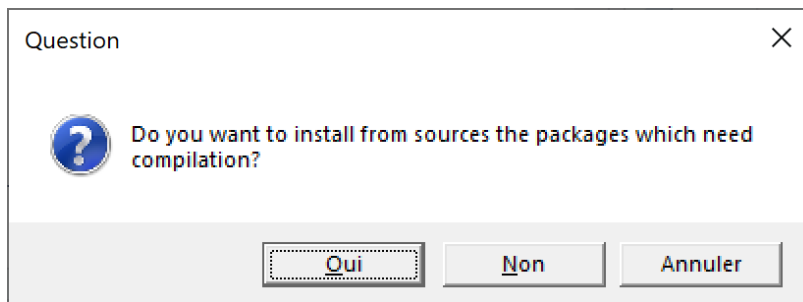 Question
Do you want to install from sources the packages which need
compilation?
Oui
Non
Annuler